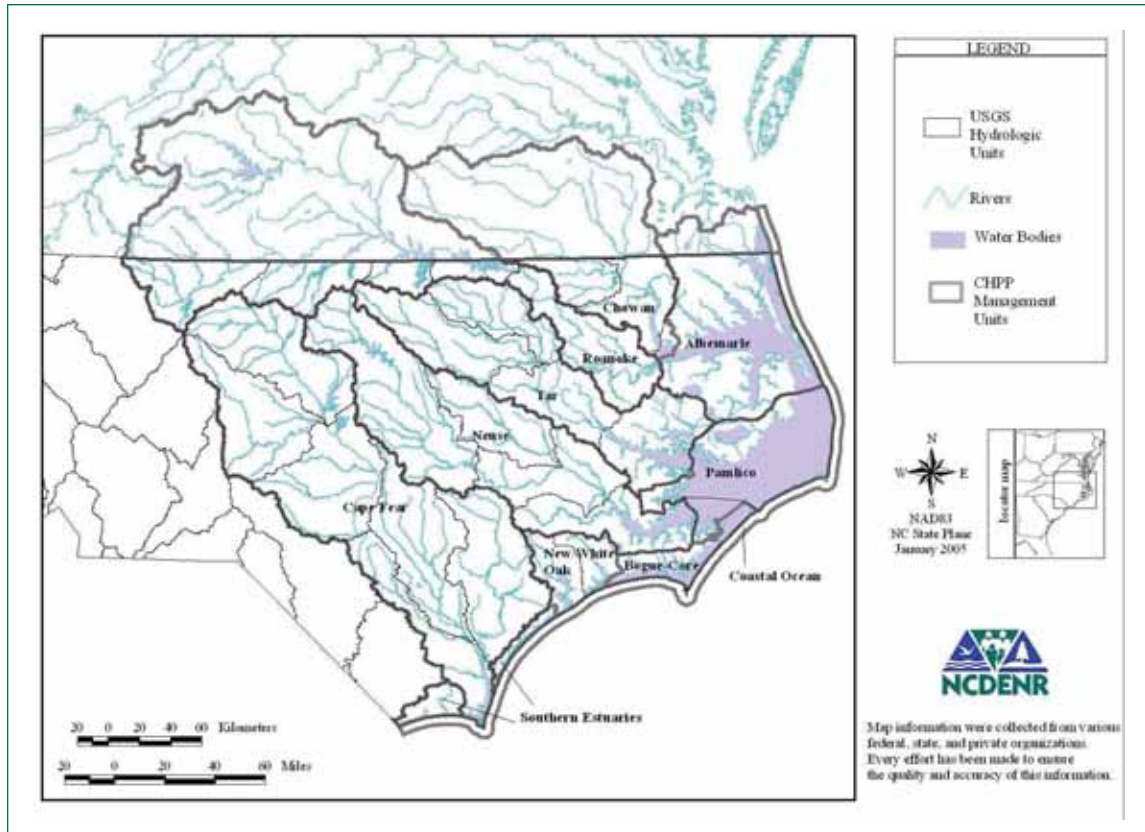 LEGEND
USGS
Hydrologic
Units
Rivers
Water Bodies
CHPP
Management
Units
Chowan
Albemarle
Roanoke
Tar
Neuse
Pamlico
Cape Fear
New-White
Oak
Bogue-Core
Coastal Ocean
Southern Estuaries
N
W E
S
NAD83
NC State Plane
January 2005
locator map
20 0 20 40 60 Kilometers
20 0 20 40 60 Miles
NCDENR
Map information were collected from various
federal, state, and private organizations.
Every effort has been made to ensure
the quality and accuracy of this information.